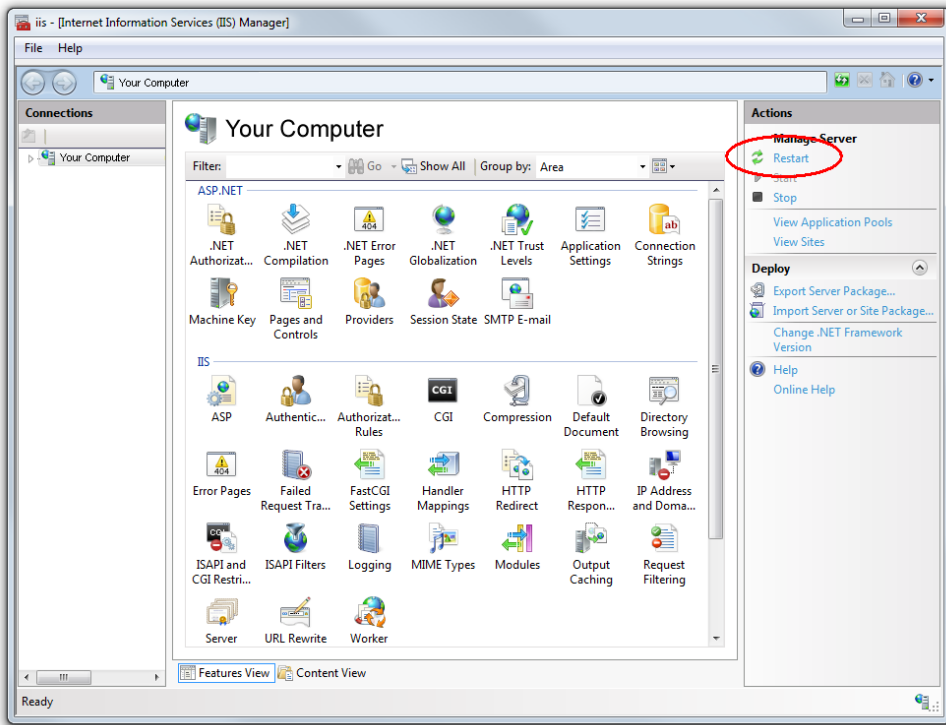 iis - [Internet Information Services (IIS) Manager]
File Help
Your Computer
Connections
Your Computer
Your Computer
Filter: Go Show All Group by: Area
ASP.NET
.NET Authorizat...
.NET Compilation
.NET Error Pages
.NET Globalization
.NET Trust Levels
Application Settings
Connection Strings
Machine Key
Pages and Controls
Providers
Session State
SMTP E-mail
IIS
ASP
Authentic...
Authorizat... Rules
CGI
Compression
Default Document
Directory Browsing
Error Pages
Failed Request Tra...
FastCGI Settings
Handler Mappings
HTTP Redirect
HTTP Respon...
IP Address and Doma...
ISAPI and CGI Restri...
ISAPI Filters
Logging
MIME Types
Modules
Output Caching
Request Filtering
Server
URL Rewrite
Worker
Features View
Content View
Actions
Manage Server
Restart
Start
Stop
View Application Pools
View Sites
Deploy
Export Server Package...
Import Server or Site Package...
Change .NET Framework
Version
Help
Online Help
Ready